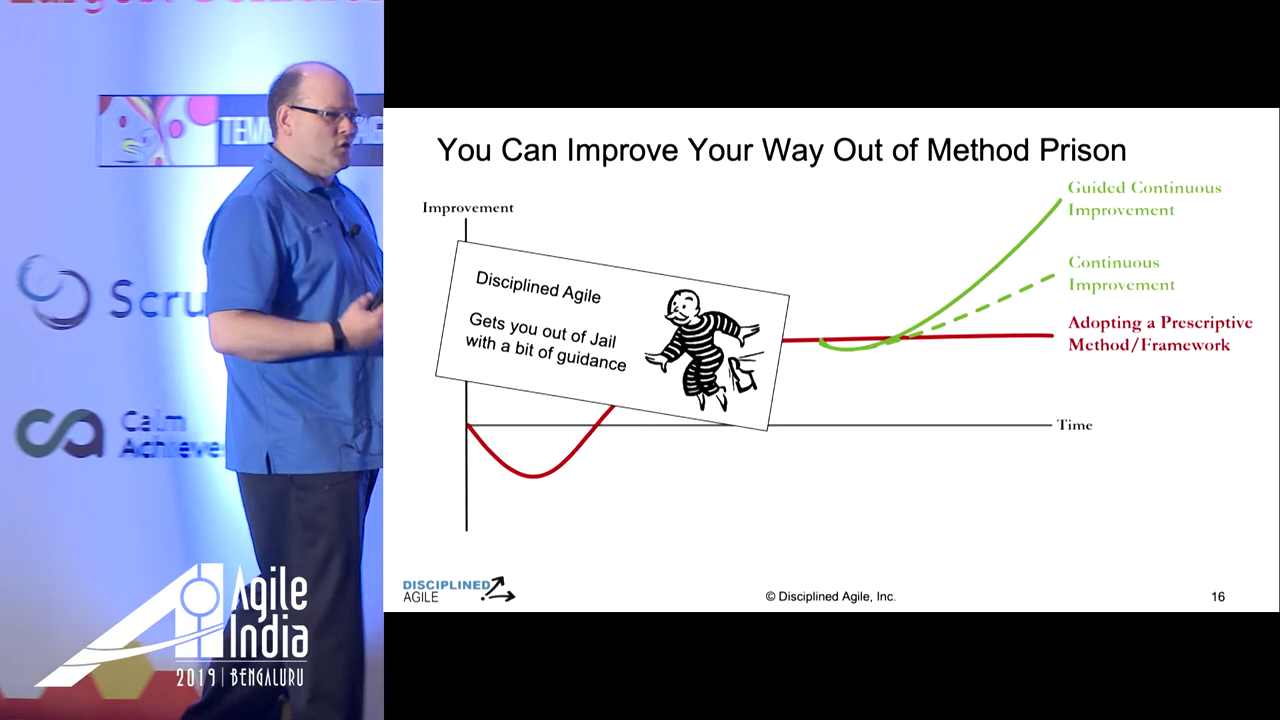 You Can Improve Your Way Out of Method Prison
Improvement
Guided Continuous
Improvement
Continuous
Improvement
Adopting a Prescriptive
Method/Framework
Disciplined Agile
Gets you out of Jail
with a bit of guidance
Time
DISCIPLINED
AGILE
© Disciplined Agile, Inc.
16
Scru
Calm
Achieve
Agile
India
2019 | BENGALURU